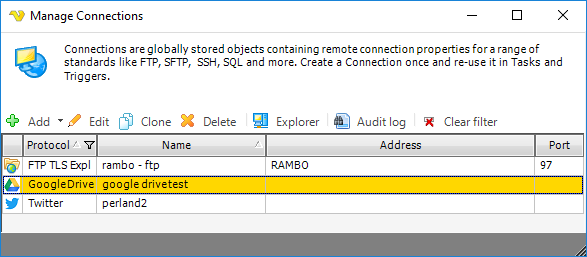 Manage Connections
Connections are globally stored objects containing remote connection properties for a range of
standards like FTP, SFTP, SSH, SQL and more. Create a Connection once and re-use it in Tasks and
Triggers.
Add Edit Clone Delete Explorer Audit log Clear filter
Protocol Name Address Port
FTP TLS Expl rambo - ftp RAMBO 97
GoogleDrive google drivetest
Twitter perland2